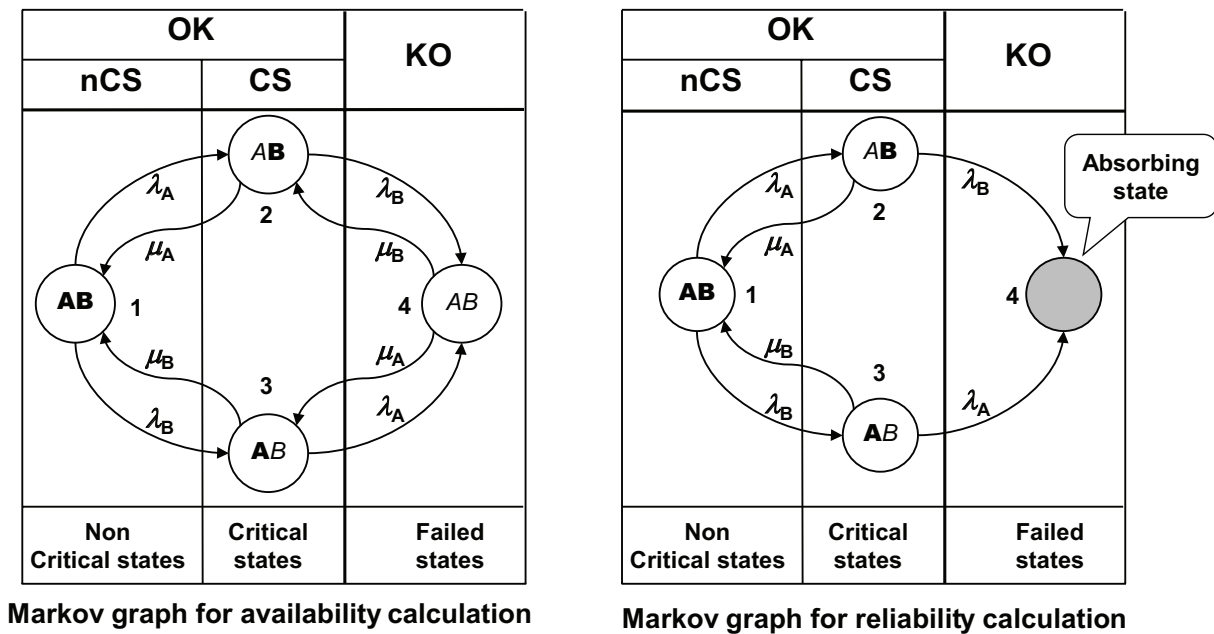 OK
KO
nCS
CS
AB
λA
2
λB
μA
μB
AB
1
4
AB
μB
3
μA
λB
λA
AB
Non
Critical states
Critical
states
Failed
states
Markov graph for availability calculation
OK
KO
nCS
CS
AB
Absorbing
state
λA
λB
2
μA
AB
1
4
μB
3
λB
λA
AB
Non
Critical states
Critical
states
Failed
states
Markov graph for reliability calculation